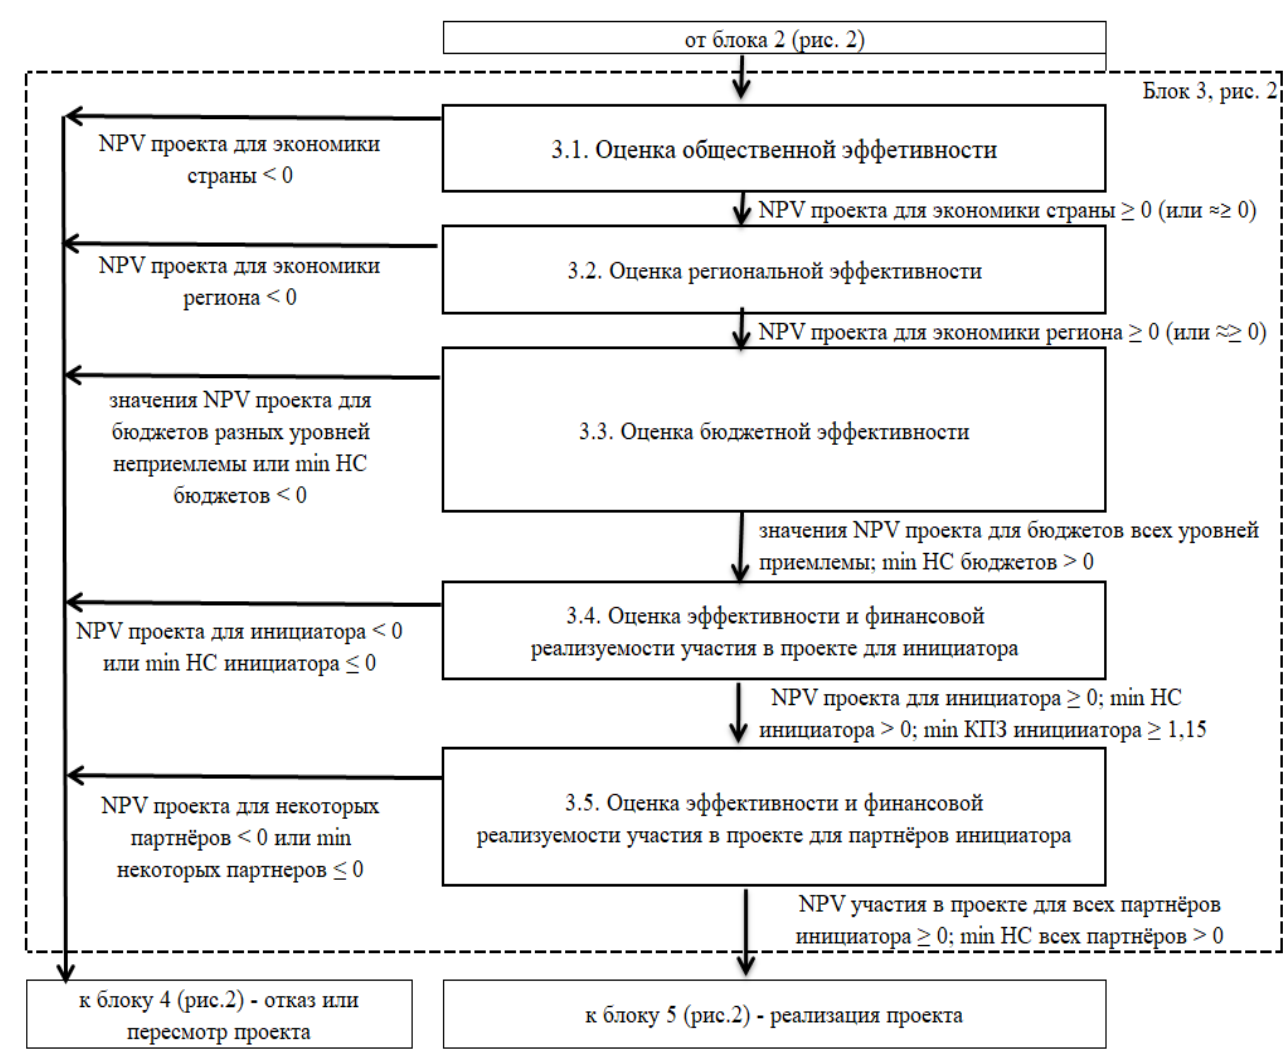 от блока 2 (рис. 2)
Блок 3, рис. 2
3.1. Оценка общественной эффетивности
NPV проекта для экономики
страны < 0
NPV проекта для экономики страны ≥ 0 (или ≈≥ 0)
3.2. Оценка региональной эффективности
NPV проекта для экономики
региона < 0
NPV проекта для экономики региона ≥ 0 (или ≈≥ 0)
3.3. Оценка бюджетной эффективности
значения NPV проекта для
бюджетов разных уровней
неприемлемы или min НС
бюджетов < 0
значения NPV проекта для бюджетов всех уровней
приемлемы; min НС бюджетов > 0
3.4. Оценка эффективности и финансовой
реализуемости участия в проекте для инициатора
NPV проекта для инициатора < 0
или min НС инициатора ≤ 0
NPV проекта для инициатора ≥ 0; min НС
инициатора > 0; min КПЗ иницииатора ≥ 1,15
3.5. Оценка эффективности и финансовой
реализуемости участия в проекте для партнёров инициатора
NPV проекта для некоторых
партнёров < 0 или min
некоторых партнеров ≤ 0
NPV участия в проекте для всех партнёров
инициатора ≥ 0; min НС всех партнёров > 0
к блоку 4 (рис.2) - отказ или
пересмотр проекта
к блоку 5 (рис.2) - реализация проекта